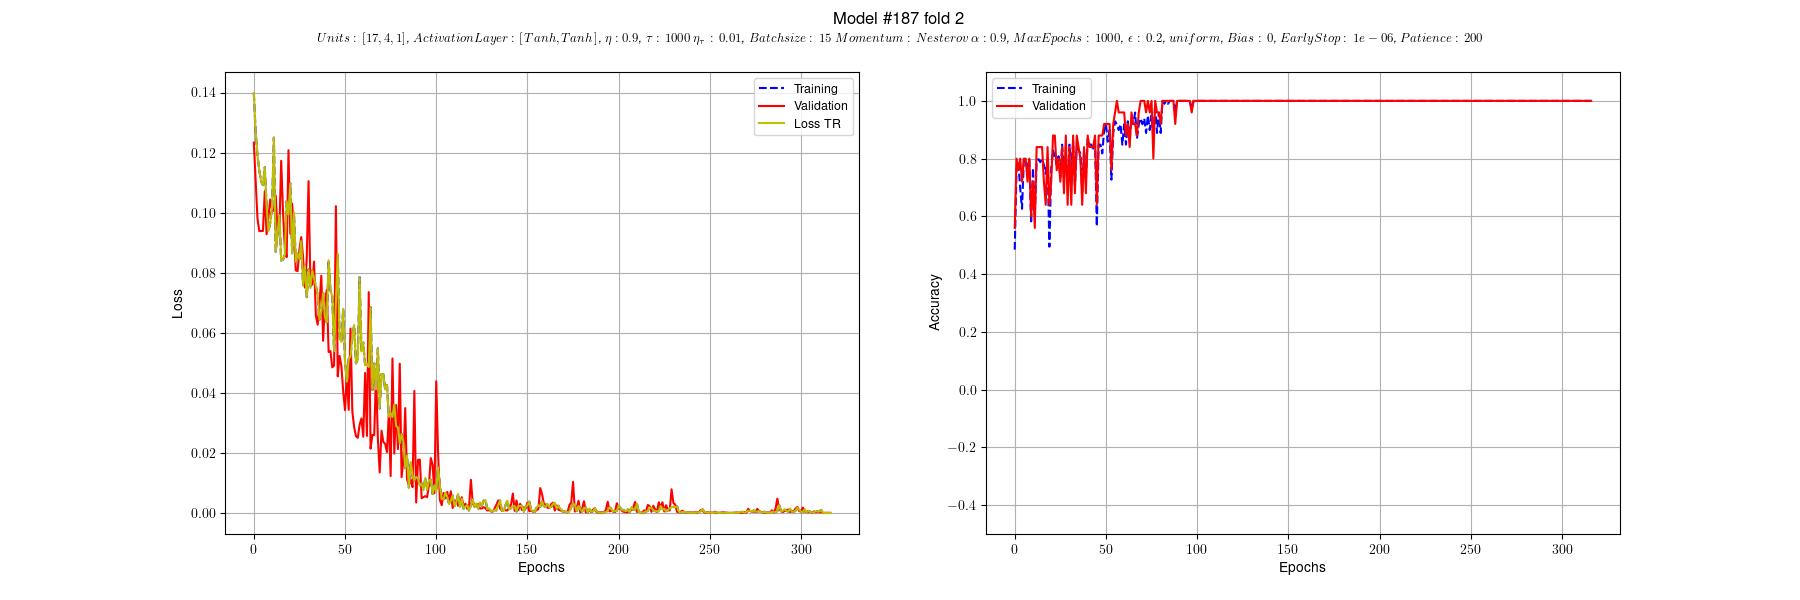 Model #187 fold 2
Units : [17, 4, 1], ActivationLayer : [Tanh, Tanh], η : 0.9, τ : 1000 η_τ : 0.01, Batchsize : 15 Momentum : Nesterov α : 0.9, MaxEpochs : 1000, ϵ : 0.2, uniform, Bias : 0, EarlyStop : 1e − 06, Patience : 200
Loss
0.14
0.12
0.10
0.08
0.06
0.04
0.02
0.00
Training
Validation
Loss TR
0 50 100 150 200 250 300
Epochs
Accuracy
1.0
0.8
0.6
0.4
0.2
0.0
−0.2
−0.4
Training
Validation
0 50 100 150 200 250 300
Epochs